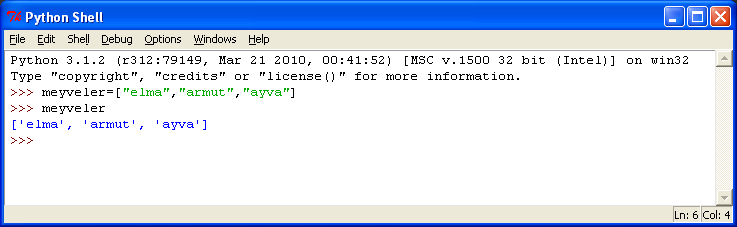 Python Shell
File Edit Shell Debug Options Windows Help
Python 3.1.2 (r312:79149, Mar 21 2010, 00:41:52) [MSC v.1500 32 bit (Intel)] on win32
Type "copyright", "credits" or "license()" for more information.
>>> meyveler=["elma","armut","ayva"]
>>> meyveler
['elma', 'armut', 'ayva']
>>>
Ln: 6 Col: 4